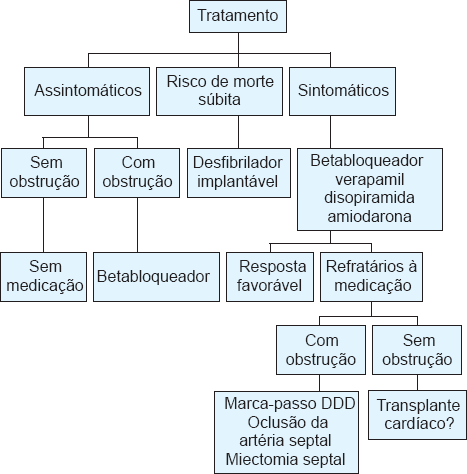 Tratamento
Assintomáticos
Risco de morte
súbita
Sintomáticos
Sem
obstrução
Com
obstrução
Desfibrilador
implantável
Betabloqueador
verapamil
disopiramida
amiodarona
Sem
medicação
Betabloqueador
Resposta
favorável
Refratários à
medicação
Com
obstrução
Sem
obstrução
Marca-passo DDD
Oclusão da
artéria septal
Miectomia septal
Transplante
cardíaco?